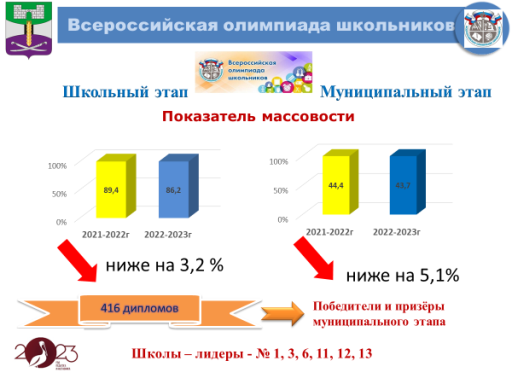 Всероссийская олимпиада школьников
Всероссийская
олимпиада
школьников
Школьный этап
Муниципальный этап
Показатель массовости
100%
50%
0%
89,4
86,2
2021-2022г
2022-2023г
100%
50%
0%
44,4
2021-2022г
2022-2023г
ниже на 3,2 %
ниже на 5,1%
416 дипломов
Победители и призёры
муниципального этапа
2023
Школы – лидеры - № 1, 3, 6, 11, 12, 13